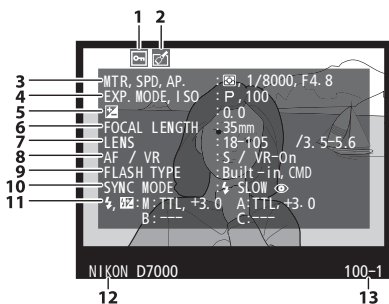 1 2
3 MTR, SPD, AP. : 1/8000, F4. 8
4 EXP. MODE, ISO : P, 100
5 : 0. 0
6 FOCAL LENGTH : 35mm
7 LENS : 18-105 /3. 5-5. 6
8 AF / VR : S / VR-On
9 FLASH TYPE : Built-in, CMD
10 SYNC MODE : SLOW
11 , : M: TTL, +3. 0 A: TTL, +3. 0
B: --- C: ---
NIKON D7000 100-1
12 13